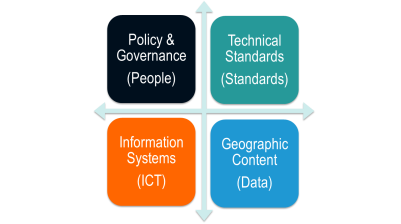 Policy &
Governance
(People)
Technical
Standards
(Standards)
Information
Systems
(ICT)
Geographic
Content
(Data)